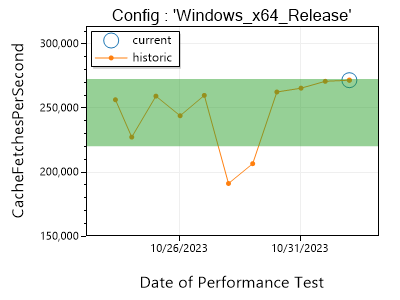 Config : 'Windows_x64_Release'
current
historic
300,000
250,000
200,000
150,000
CacheFetchesPerSecond
10/26/2023
10/31/2023
Date of Performance Test